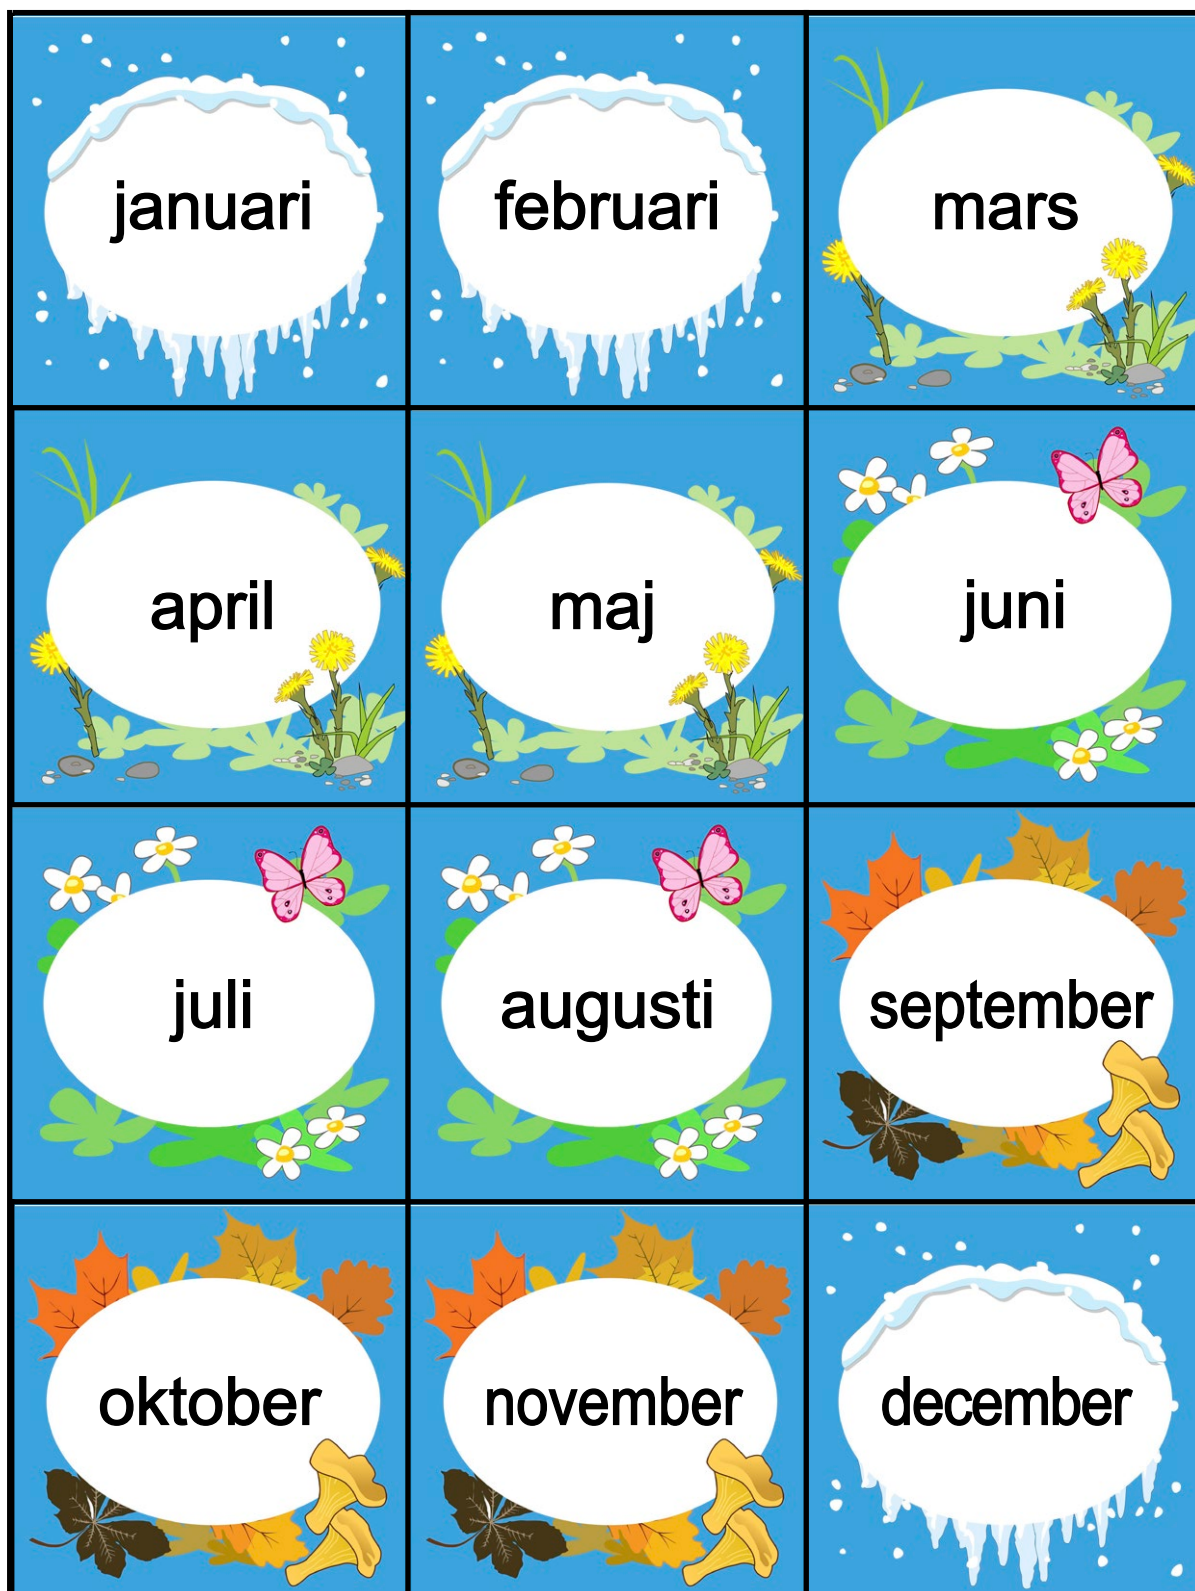 januari
februari
mars
april
maj
juni
juli
augusti
september
oktober
november
december